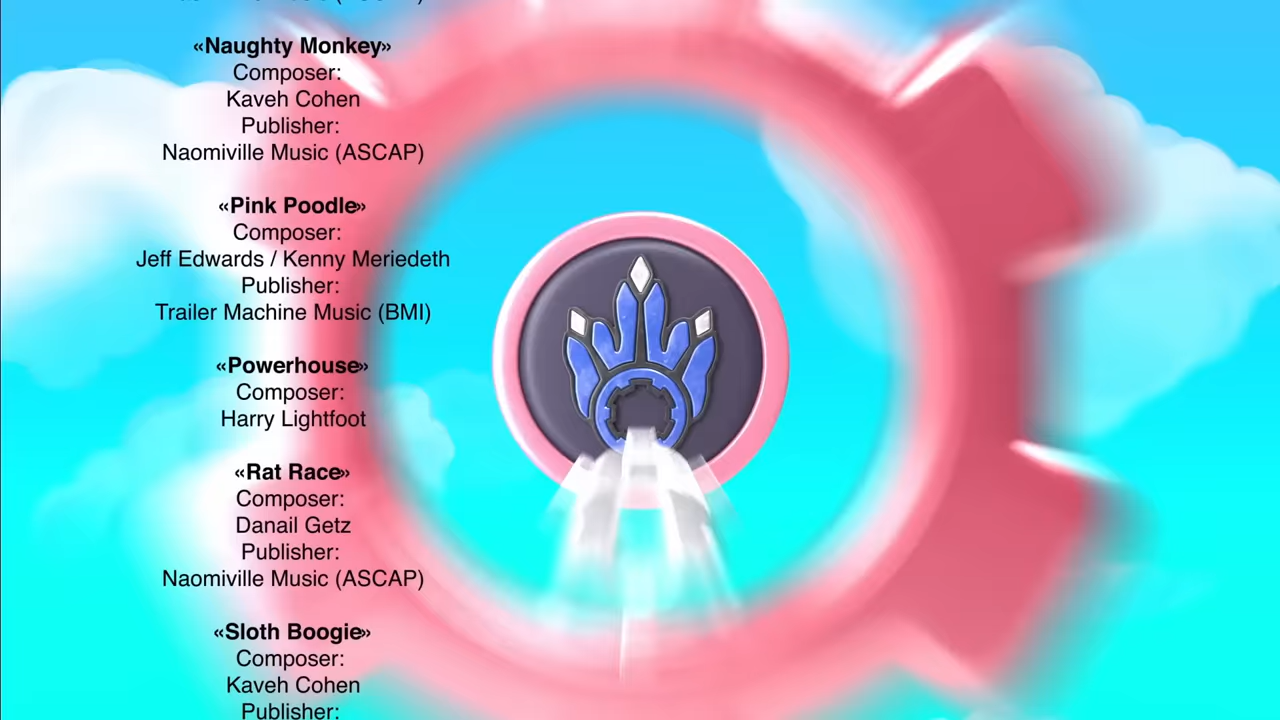 «Naughty Monkey»
Composer:
Kaveh Cohen
Publisher:
Naomiville Music (ASCAP)
«Pink Poodle»
Composer:
Jeff Edwards / Kenny Meriedeth
Publisher:
Trailer Machine Music (BMI)
«Powerhouse»
Composer:
Harry Lightfoot
«Rat Race»
Composer:
Danail Getz
Publisher:
Naomiville Music (ASCAP)
«Sloth Boogie»
Composer:
Kaveh Cohen
Publisher: